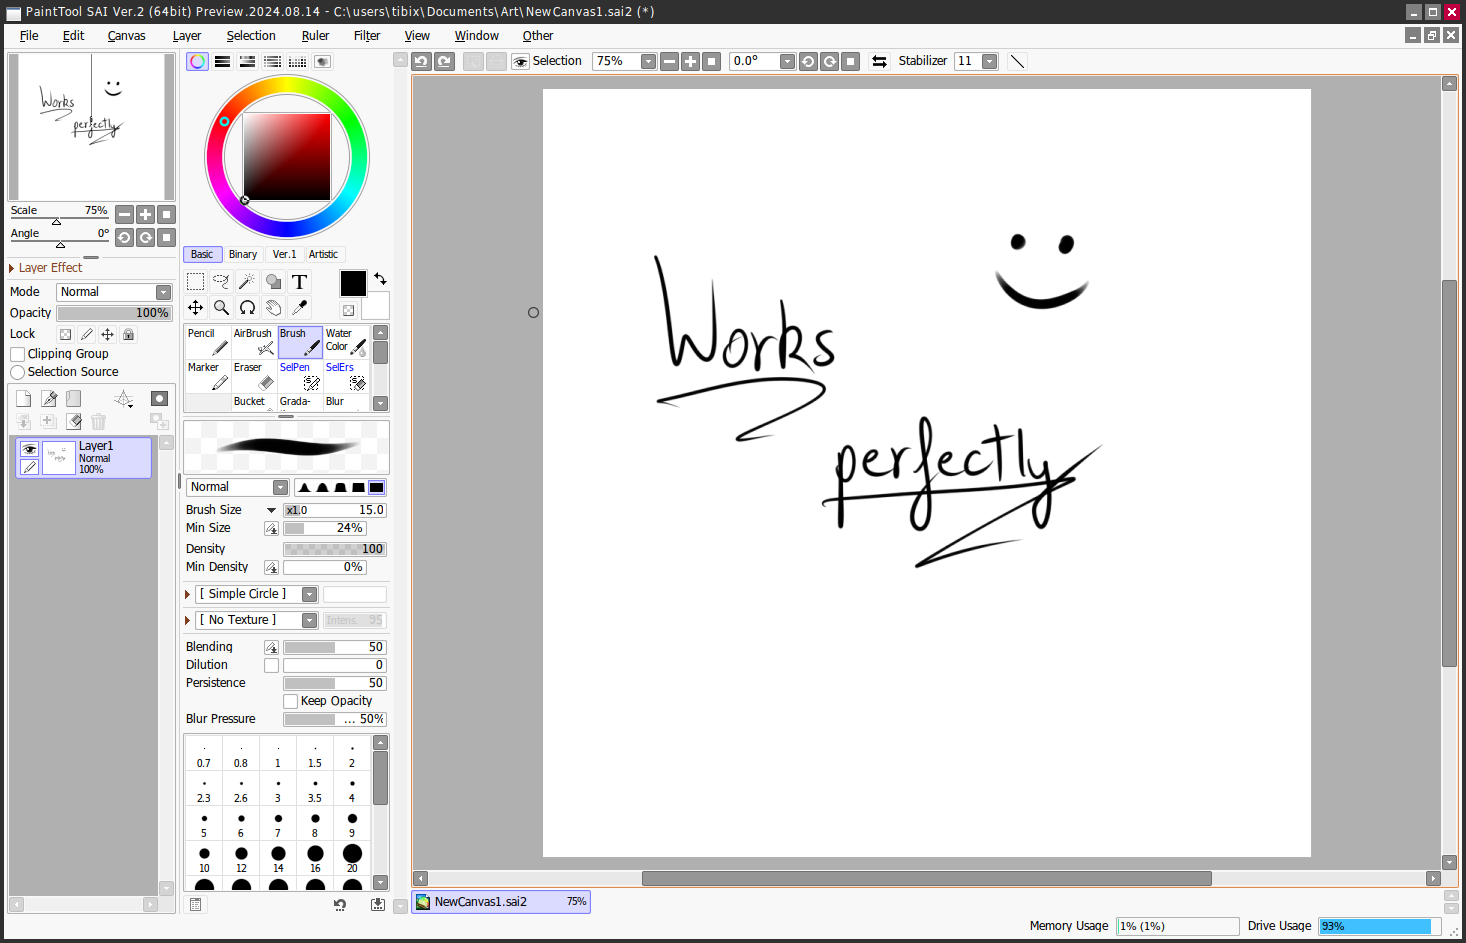 PaintTool SAI Ver.2 (64bit) Preview.2024.08.14 - C:\users\tibix\Documents\Art\NewCanvas1.sai2 (*)
File Edit Canvas Layer Selection Ruler Filter View Window Other
Selection 75% 0.0° Stabilizer 11
Scale 75%
Angle 0°
Layer Effect
Mode Normal
Opacity 100%
Lock
Clipping Group
Selection Source
Layer1
Normal
100%
Basic Binary Ver.1 Artistic
T
Pencil AirBrush Brush Water Color
Marker Eraser SelPen SelErs
Bucket Grada- Blur
Normal
Brush Size x1.0 15.0
Min Size 24%
Density 100
Min Density 0%
[ Simple Circle ]
[ No Texture ] Intens. 95
Blending 50
Dilution 0
Persistence 50
Keep Opacity
Blur Pressure ... 50%
0.7 0.8 1 1.5 2
2.3 2.6 3 3.5 4
5 6 7 8 9
10 12 14 16 20
Works
perfectly
NewCanvas1.sai2 75%
Memory Usage 1% (1%) Drive Usage 93%